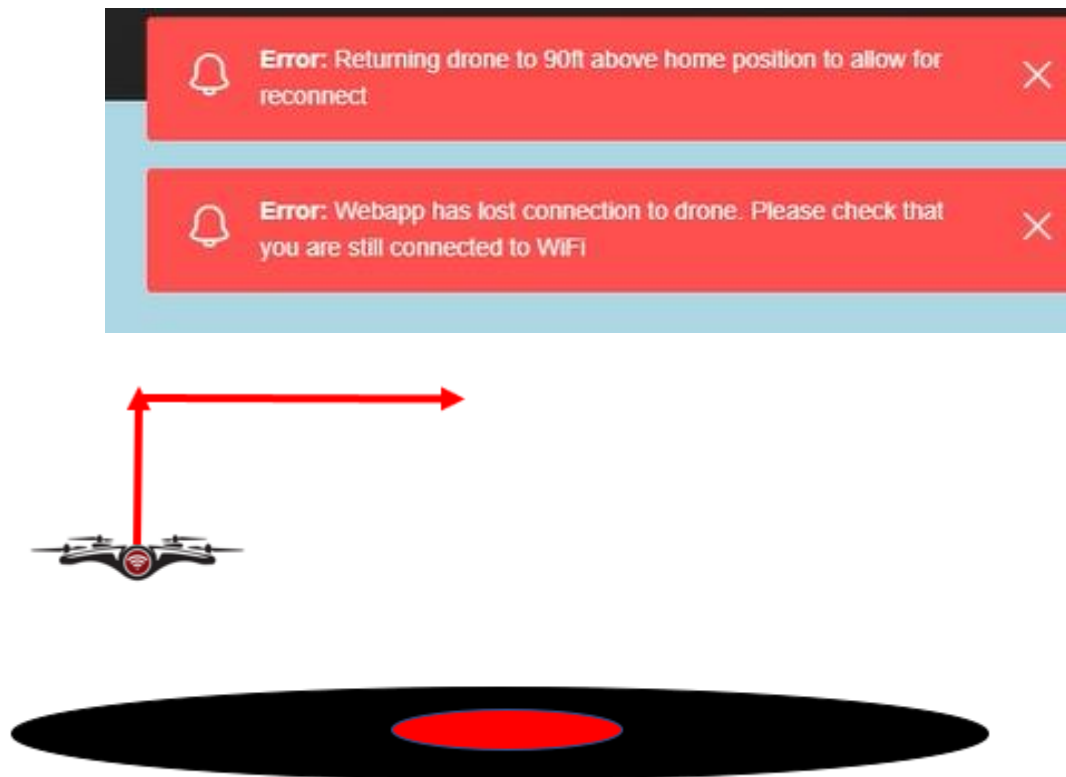 Error: Returning drone to 90ft above home position to allow for
reconnect
Error: Webapp has lost connection to drone. Please check that
you are still connected to WiFi